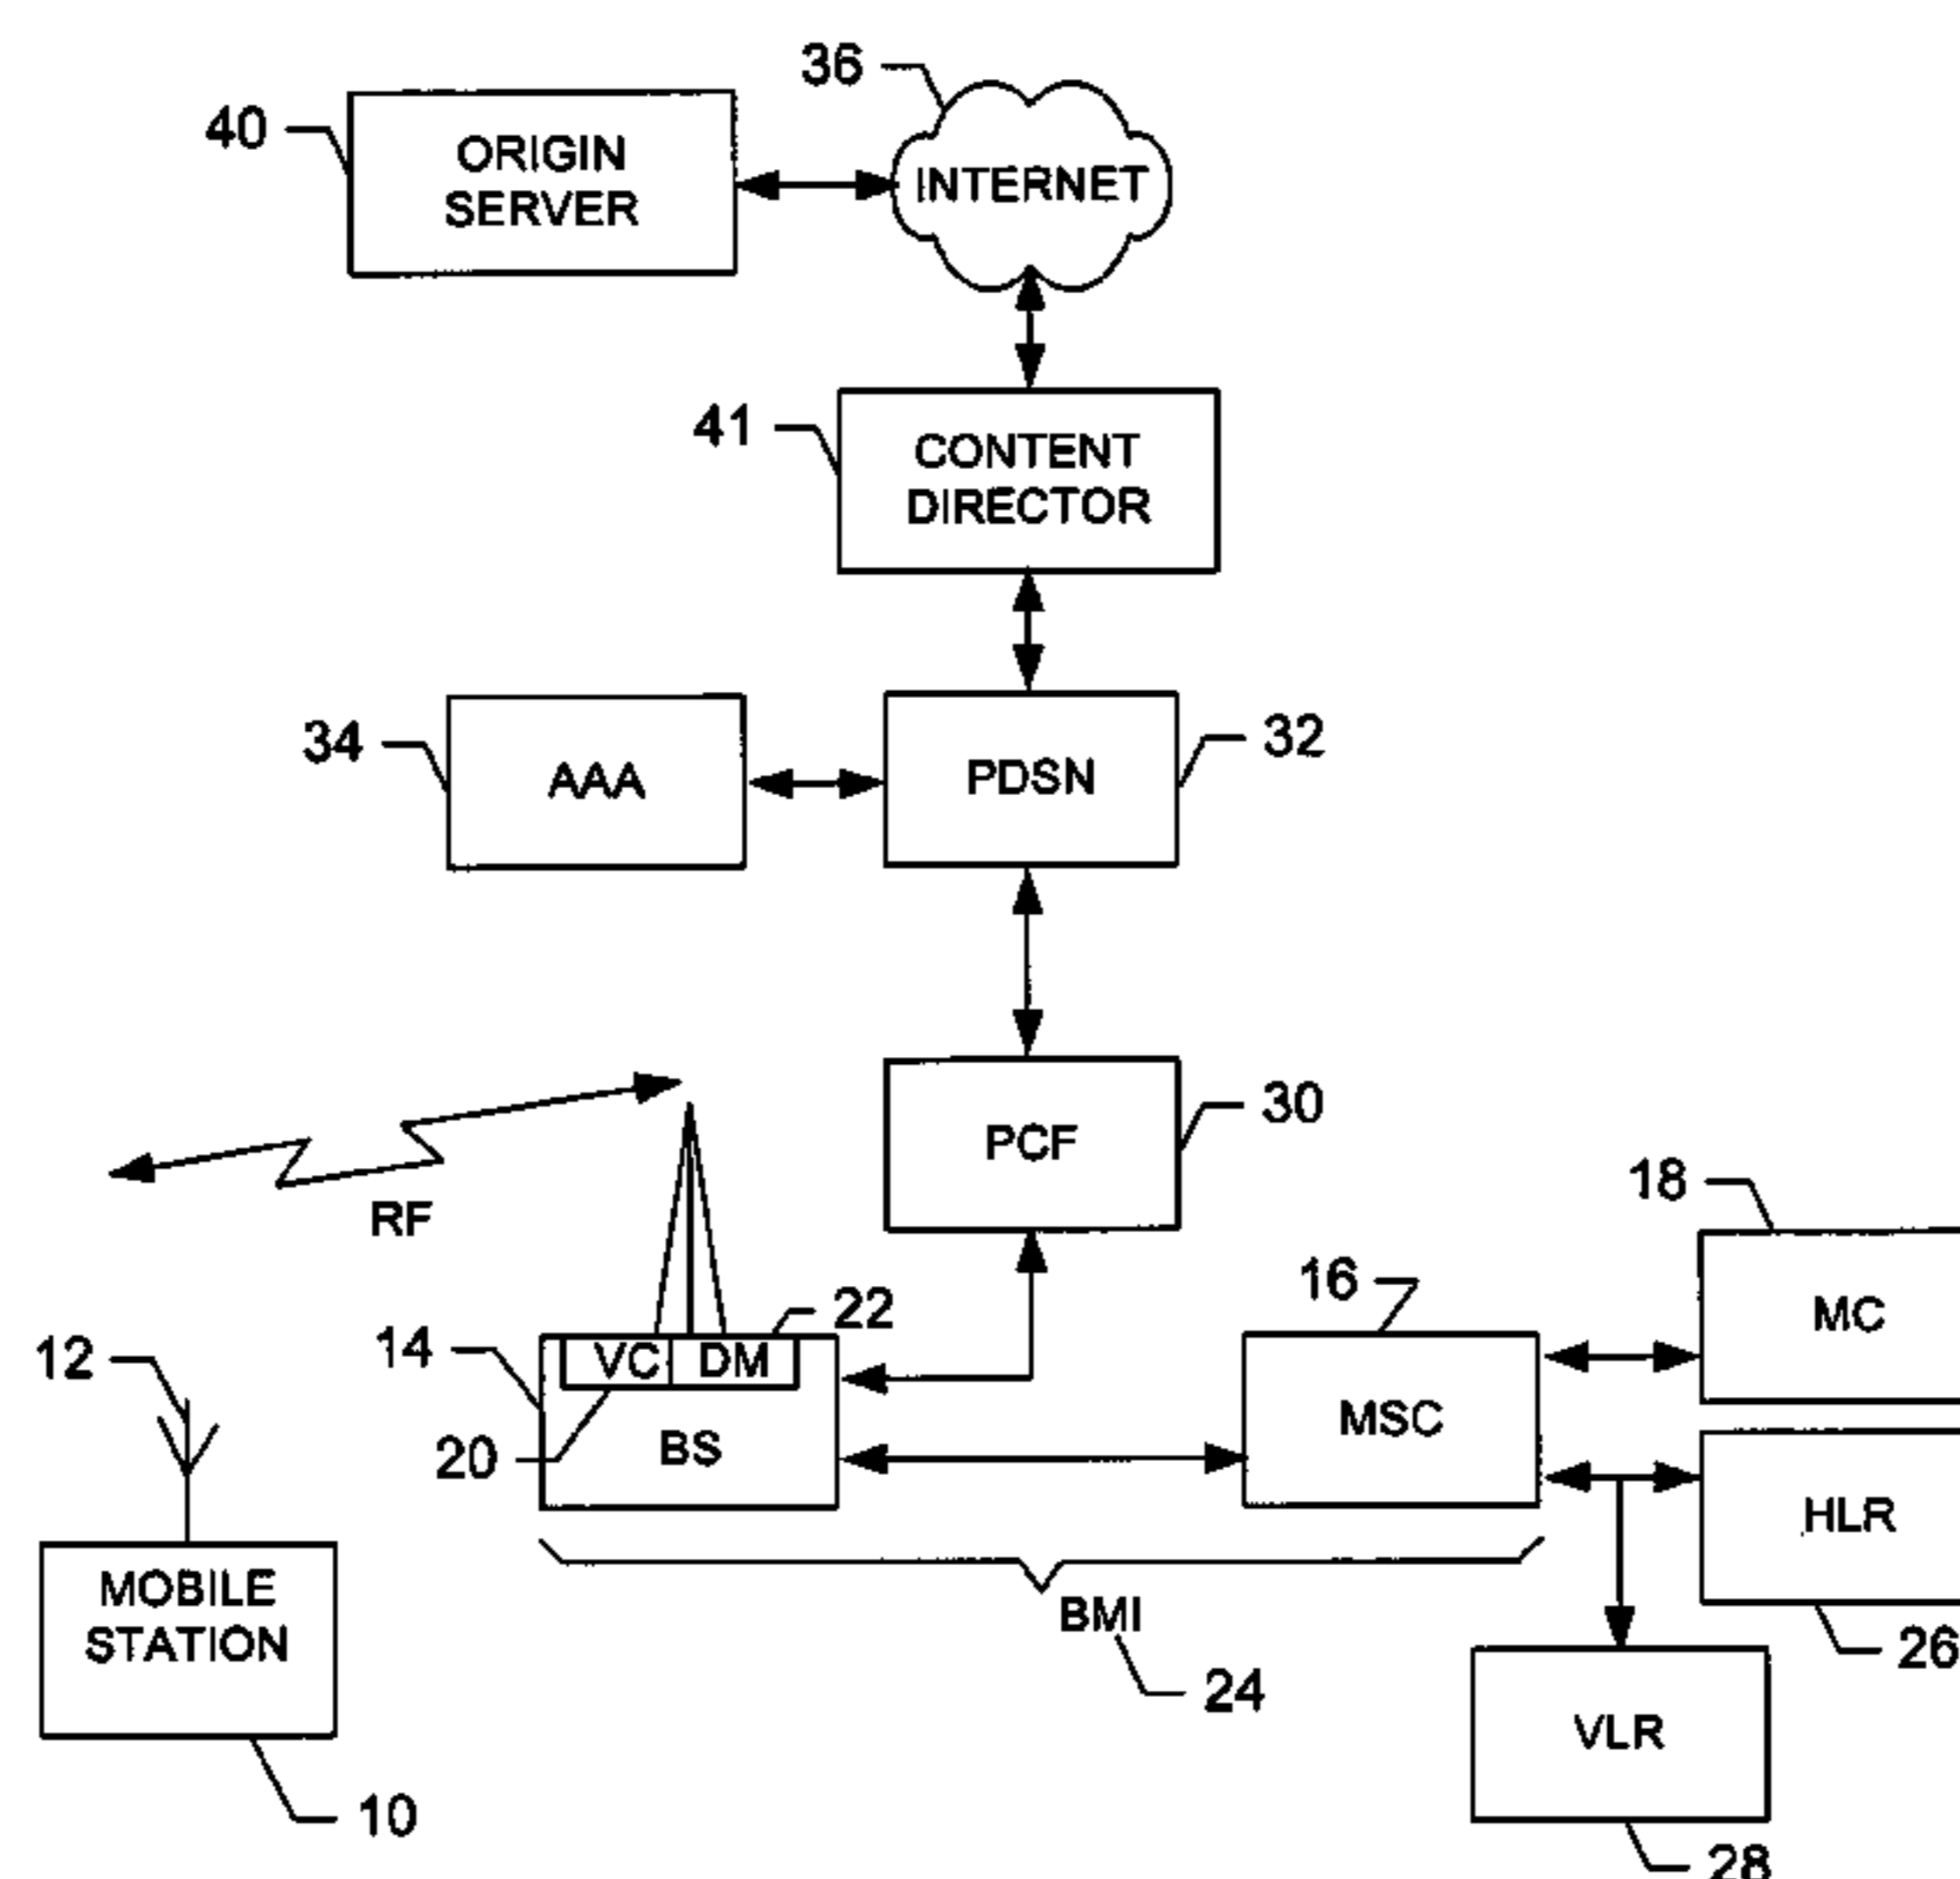 36
40
ORIGIN
SERVER
INTERNET
41
CONTENT
DIRECTOR
34
AAA
PDSN
32
PCF
30
RF
18
MC
16
MSC
22
14
VC
DM
12
20
BS
HLR
MOBILE
STATION
BMI
26
24
VLR
10
28